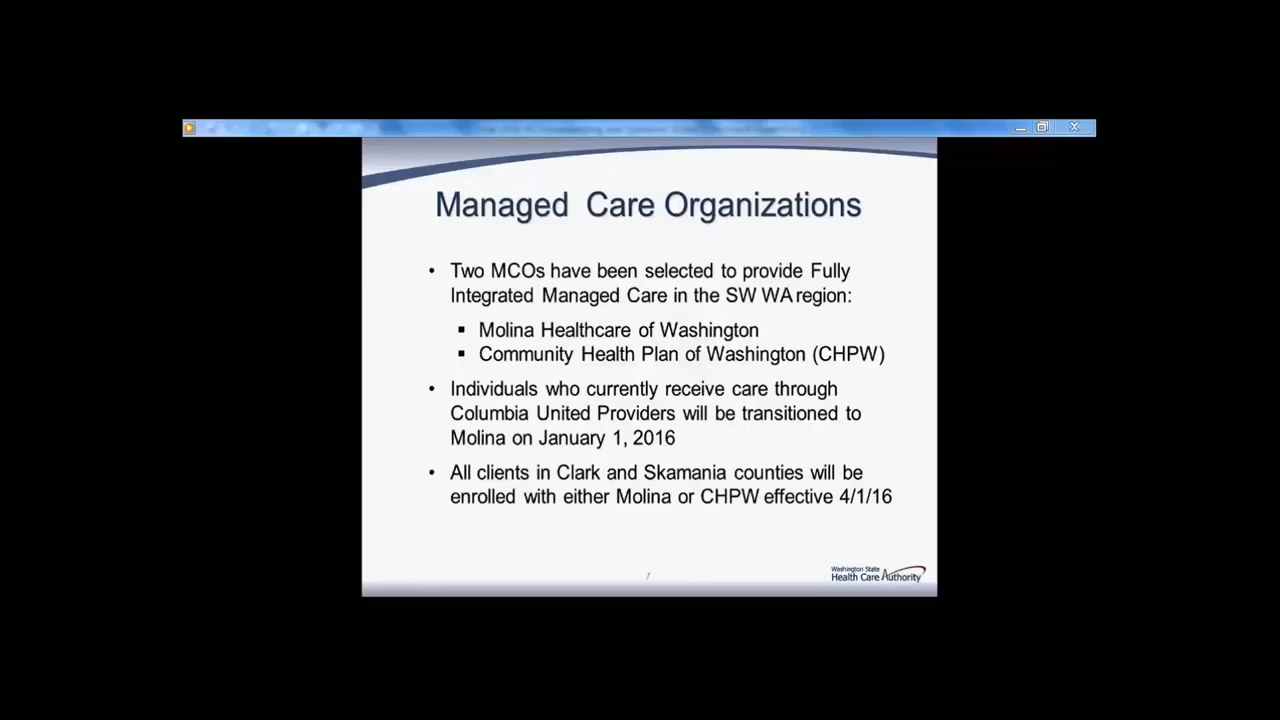 Managed Care Organizations
• Two MCOs have been selected to provide Fully
Integrated Managed Care in the SW WA region:
▪ Molina Healthcare of Washington
▪ Community Health Plan of Washington (CHPW)
• Individuals who currently receive care through
Columbia United Providers will be transitioned to
Molina on January 1, 2016
• All clients in Clark and Skamania counties will be
enrolled with either Molina or CHPW effective 4/1/16
7
Washington State
Health Care Authority